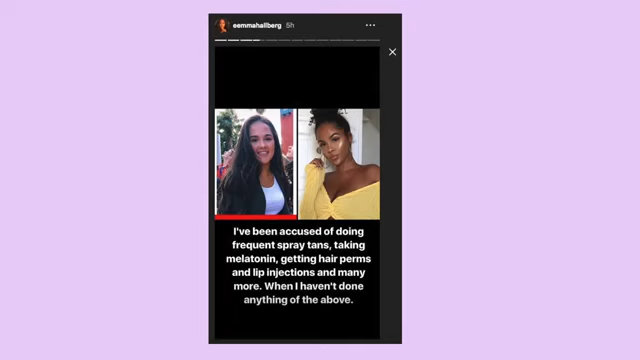 eemmahallberg 5h
I've been accused of doing
frequent spray tans, taking
melatonin, getting hair perms
and lip injections and many
more. When I haven't done
anything of the above.